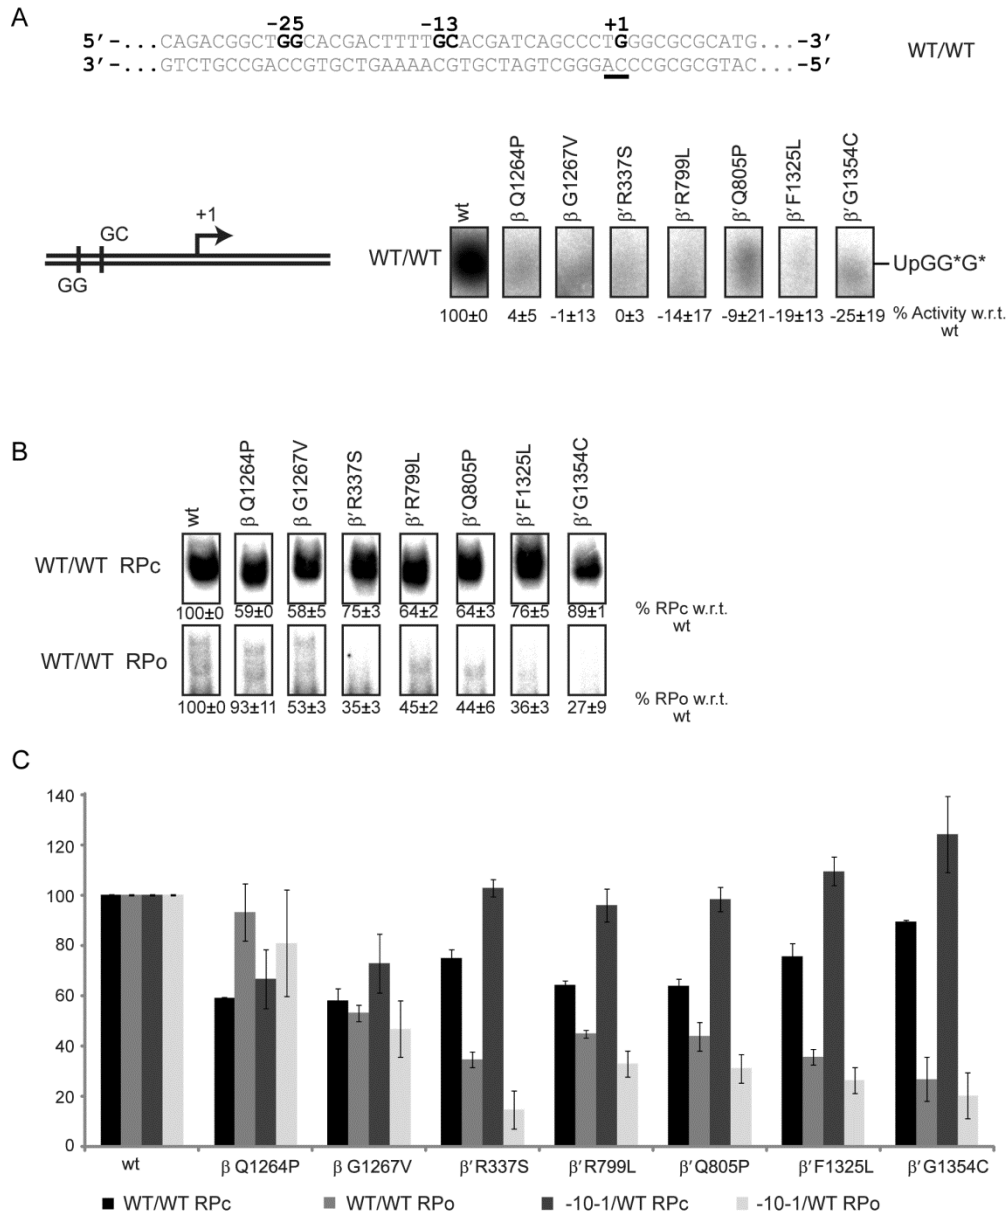 A
-25 -13 +1
5’-...CAGACGGCTGGCACGACTTTTGCACGATCAGCCCTGGGCGCGCATG...-3’
3’-...GTCTGCCGACCGTGCTGAAAACGTGCTAGTCGGGACCCGCGCGTAC...-5’
WT/WT
wt
β Q1264P
β G1267V
β’R337S
β’R799L
β’Q805P
β’F1325L
β’G1354C
GC
+1
GG
WT/WT
UpGG*G*
100±0 4±5 -1±13 0±3 -14±17 -9±21 -19±13 -25±19 % Activity w.r.t. 
wt
B
wt
β Q1264P
β G1267V
β’R337S
β’R799L
β’Q805P
β’F1325L
β’G1354C
WT/WT RPc
100±0 59±0 58±5 75±3 64±2 64±3 76±5 89±1 % RPc w.r.t.
wt
WT/WT RPo
100±0 93±11 53±3 35±3 45±2 44±6 36±3 27±9 % RPo w.r.t.
wt
C
140
120
100
80
60
40
20
0
wt β Q1264P β G1267V β’R337S β’R799L β’Q805P β’F1325L β’G1354C
WT/WT RPc WT/WT RPo -10-1/WT RPc -10-1/WT RPo